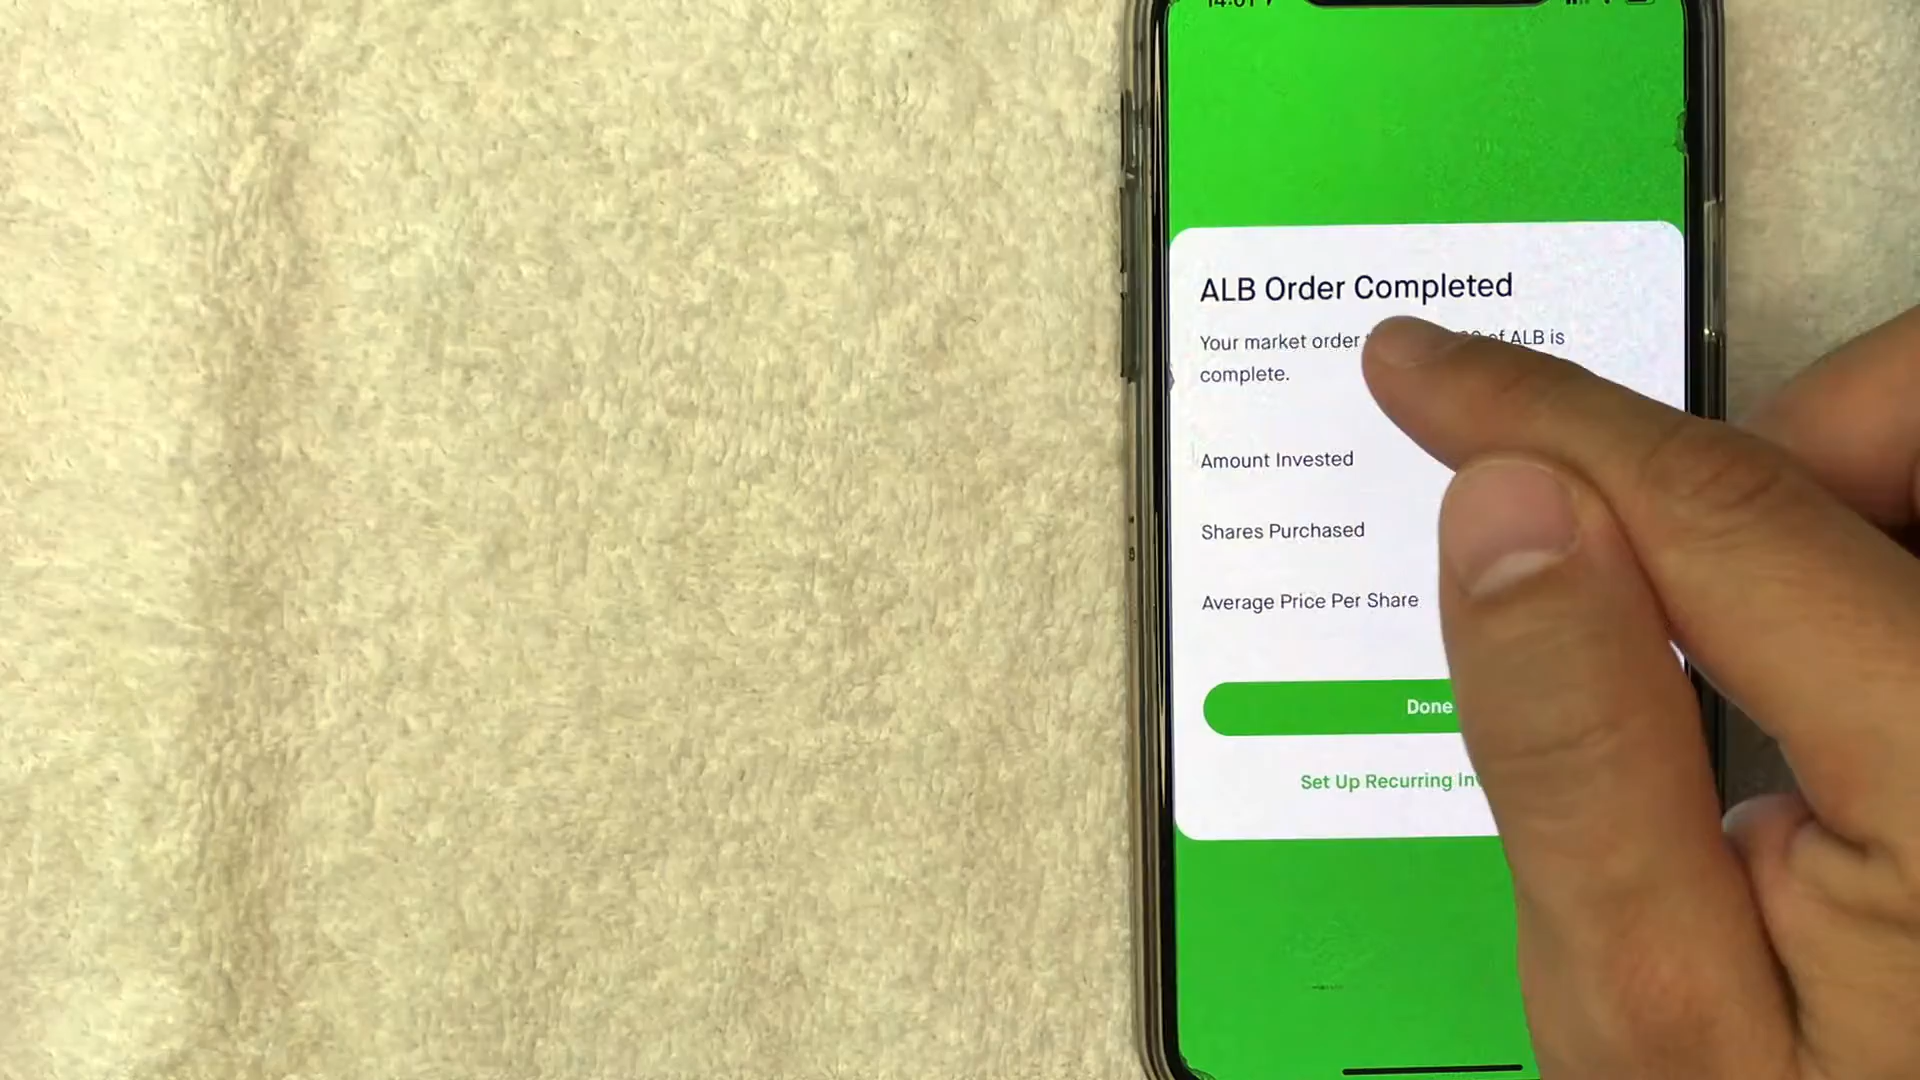 ALB Order Completed
Your market order of ALB is
complete.
Amount Invested
Shares Purchased
Average Price Per Share
Done
Set Up Recurring